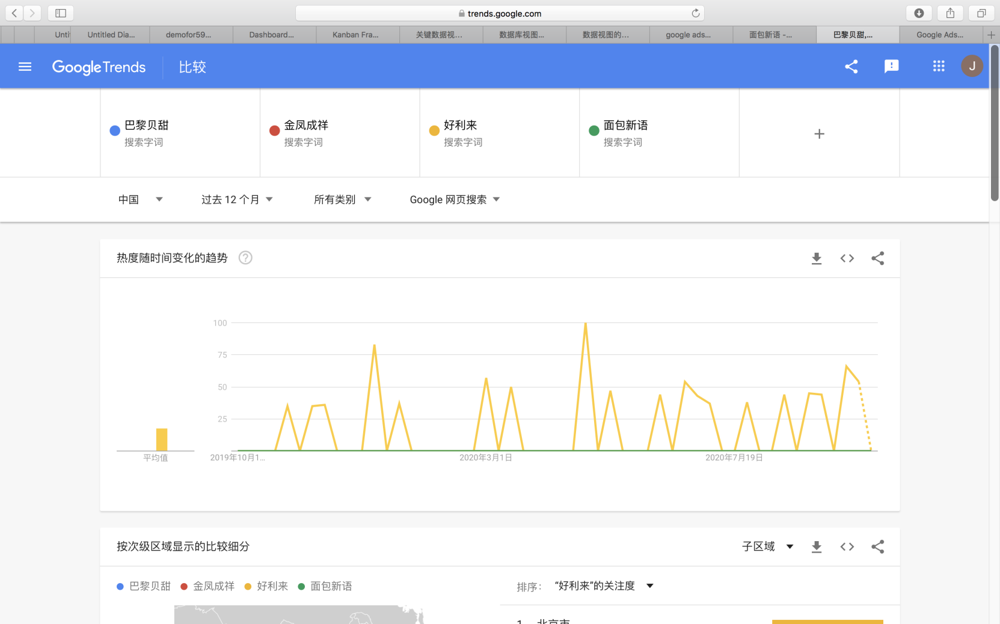 trends.google.com
Unti
Untitled Dia...
demofor59...
Dashboard...
Kanban Fra...
关键数据视...
数据库视图...
数据视图的...
google ads...
面包新语 -...
巴黎贝甜,...
Google Ads...
Google Trends
比较
J
巴黎贝甜
搜索字词
金凤成祥
搜索字词
好利来
搜索字词
面包新语
搜索字词
中国
过去 12 个月
所有类别
Google 网页搜索
热度随时间变化的趋势
100
75
50
25
平均值
2019年10月1...
2020年3月1日
2020年7月19日
按次级区域显示的比较细分
子区域
巴黎贝甜
金凤成祥
好利来
面包新语
排序：
“好利来”的关注度
1
北京市